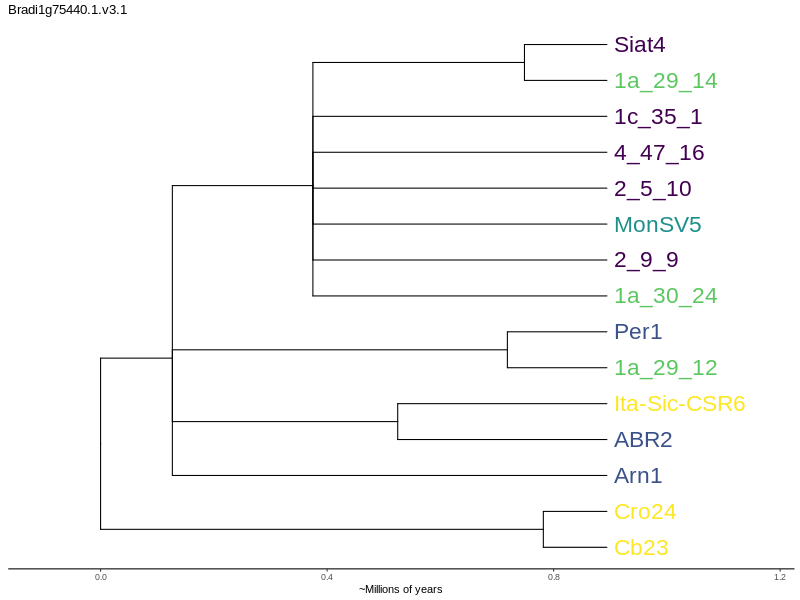 Bradi1g75440.1.v3.1
Siat4
1a_29_14
1c_35_1
4_47_16
2_5_10
MonSV5
2_9_9
1a_30_24
Per1
1a_29_12
Ita-Sic-CSR6
ABR2
Arn1
Cro24
Cb23
0.0 0.4 0.8 1.2
~Millions of years